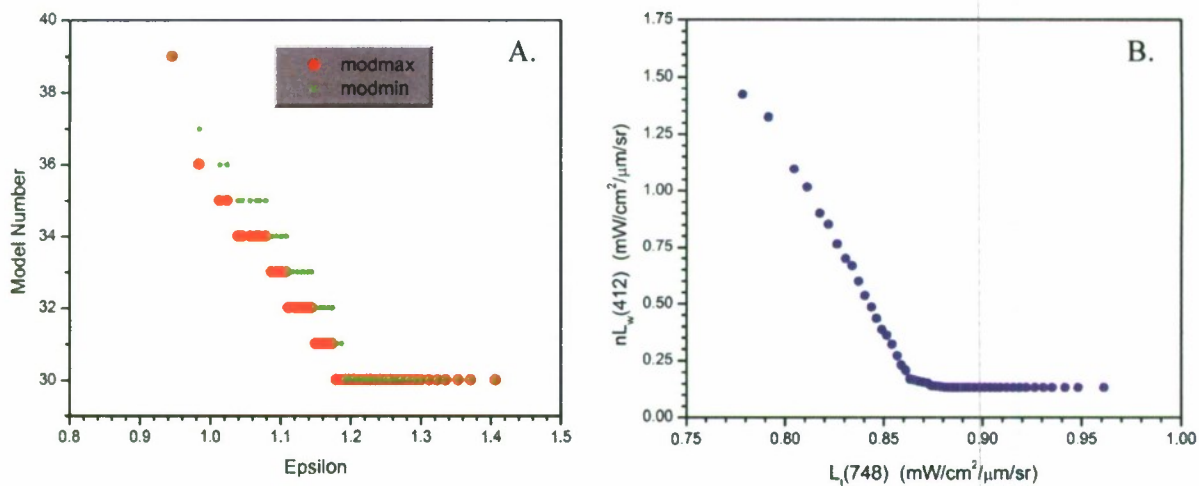 A.
modmax
modmin
Model Number
40
38
36
34
32
30
0.8 0.9 1.0 1.1 1.2 1.3 1.4 1.5
Epsilon
B.
nLw(412) (mW/cm²/μm/sr)
1.75
1.50
1.25
1.00
0.75
0.50
0.25
0.00
0.75 0.80 0.85 0.90 0.95 1.00
Lt(748) (mW/cm²/μm/sr)